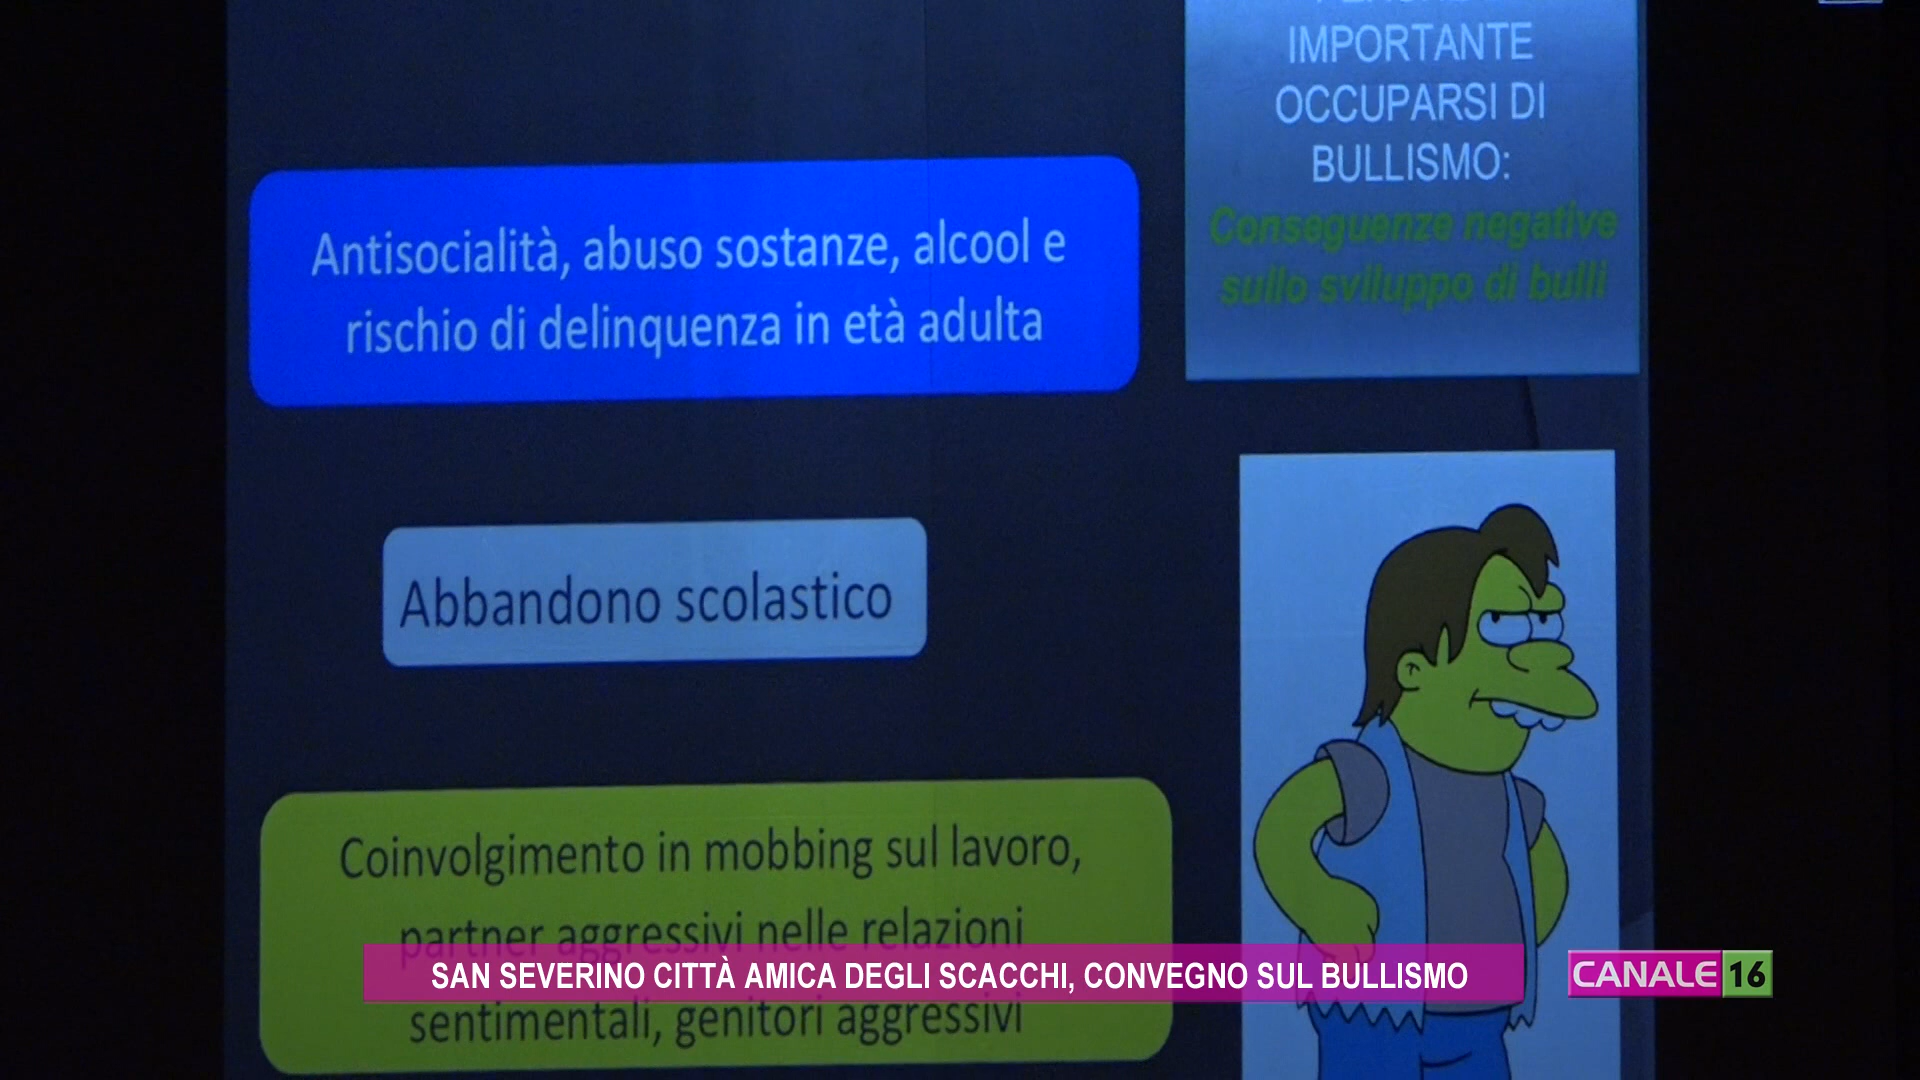 IMPORTANTE
OCCUPARSI DI
BULLISMO:
Conseguenze negative
sullo sviluppo di bulli
Antisocialità, abuso sostanze, alcool e
rischio di delinquenza in età adulta
Abbandono scolastico
Coinvolgimento in mobbing sul lavoro,
partner aggressivi nelle relazioni
sentimentali, genitori aggressivi
SAN SEVERINO CITTÀ AMICA DEGLI SCACCHI, CONVEGNO SUL BULLISMO
CANALE 16